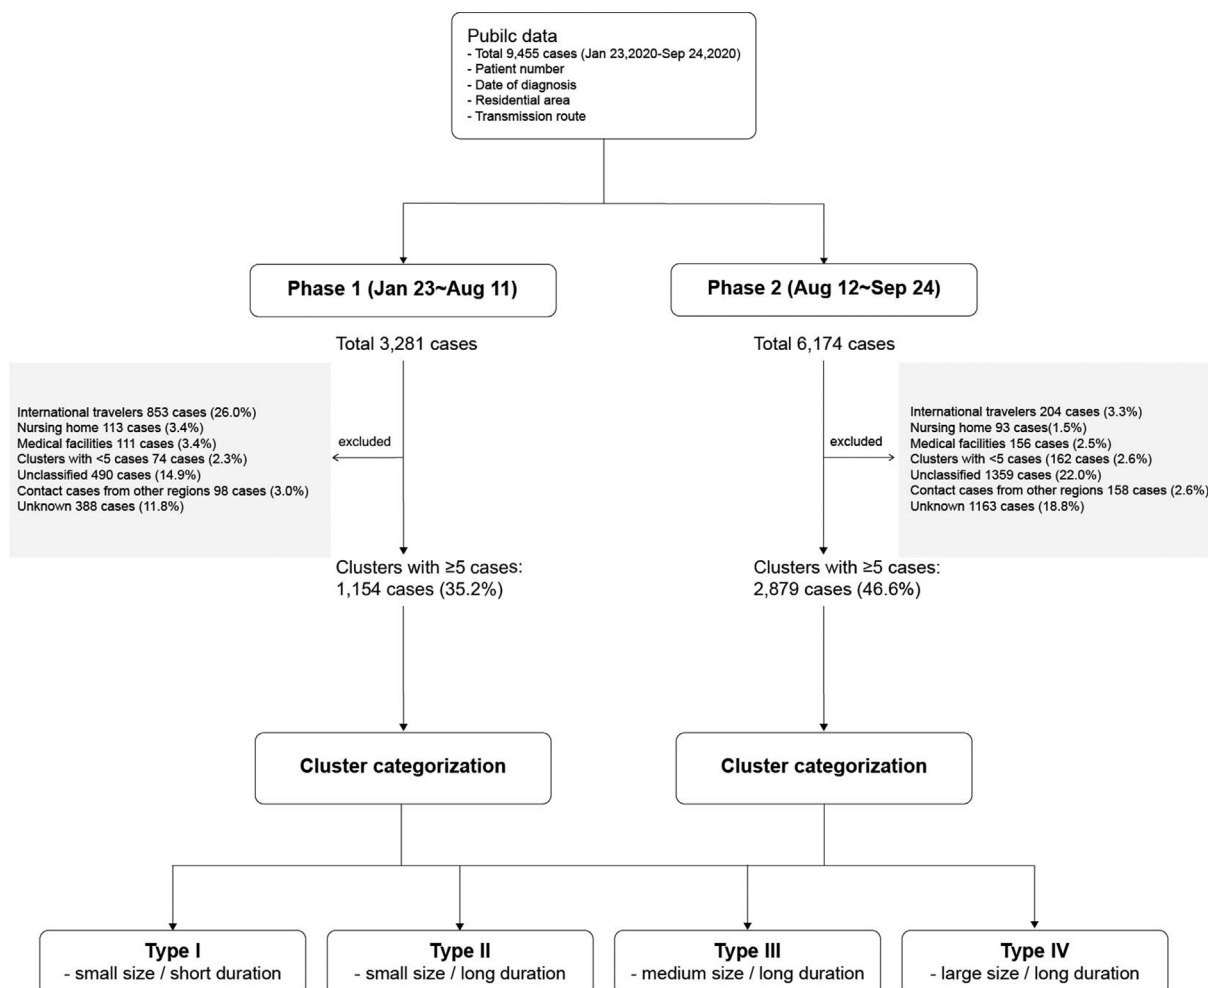 Pubilc data
- Total 9,455 cases (Jan 23,2020-Sep 24,2020)
- Patient number
- Date of diagnosis
- Residential area
- Transmission route
Phase 1 (Jan 23~Aug 11)
Phase 2 (Aug 12~Sep 24)
Total 3,281 cases
Total 6,174 cases
International travelers 853 cases (26.0%)
Nursing home 113 cases (3.4%)
Medical facilities 111 cases (3.4%)
Clusters with <5 cases 74 cases (2.3%)
Unclassified 490 cases (14.9%)
Contact cases from other regions 98 cases (3.0%)
Unknown 388 cases (11.8%)
excluded
excluded
International travelers 204 cases (3.3%)
Nursing home 93 cases(1.5%)
Medical facilities 156 cases (2.5%)
Clusters with <5 cases (162 cases (2.6%)
Unclassified 1359 cases (22.0%)
Contact cases from other regions 158 cases (2.6%)
Unknown 1163 cases (18.8%)
Clusters with ≥5 cases:
1,154 cases (35.2%)
Clusters with ≥5 cases:
2,879 cases (46.6%)
Cluster categorization
Cluster categorization
Type I
- small size / short duration
Type II
- small size / long duration
Type III
- medium size / long duration
Type IV
- large size / long duration